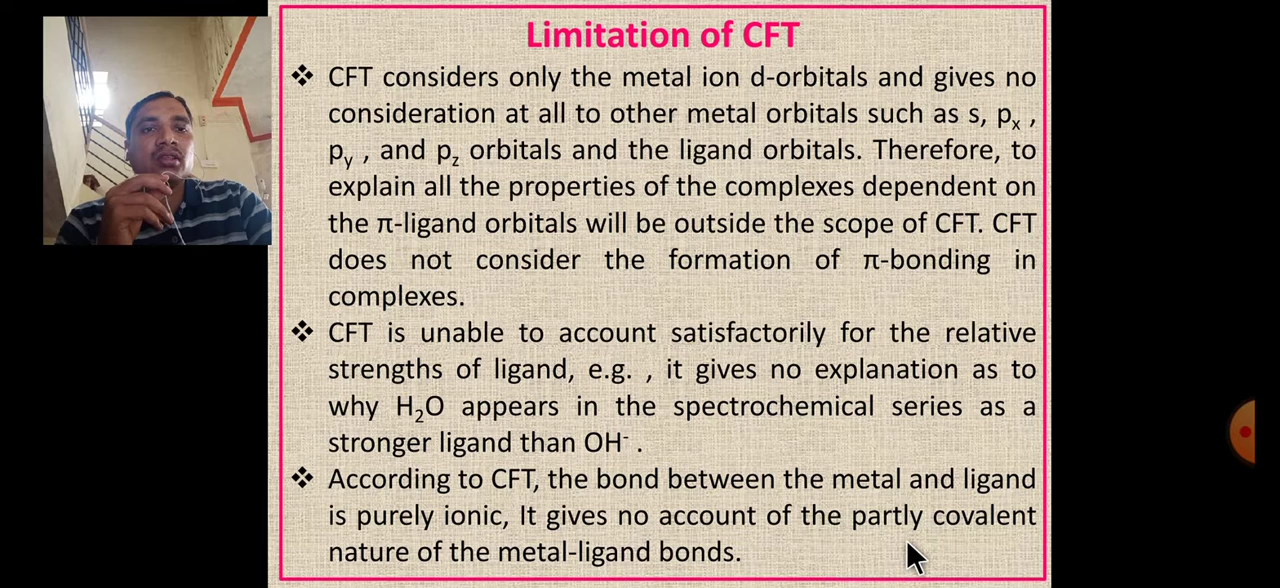 Limitation of CFT
❖ CFT considers only the metal ion d-orbitals and gives no
consideration at all to other metal orbitals such as s, pₓ ,
p_y , and p_z orbitals and the ligand orbitals. Therefore, to
explain all the properties of the complexes dependent on
the π-ligand orbitals will be outside the scope of CFT. CFT
does not consider the formation of π-bonding in
complexes.
❖ CFT is unable to account satisfactorily for the relative
strengths of ligand, e.g. , it gives no explanation as to
why H₂O appears in the spectrochemical series as a
stronger ligand than OH⁻ .
❖ According to CFT, the bond between the metal and ligand
is purely ionic, It gives no account of the partly covalent
nature of the metal-ligand bonds.